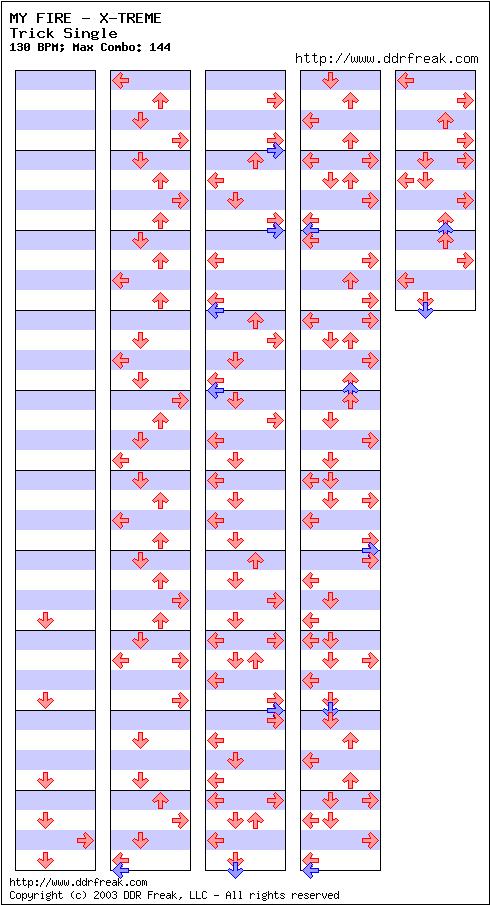 MY FIRE - X-TREME
Trick Single
130 BPM; Max Combo: 144
http://www.ddrfreak.com
http://www.ddrfreak.com
Copyright (c) 2003 DDR Freak, LLC - All rights reserved